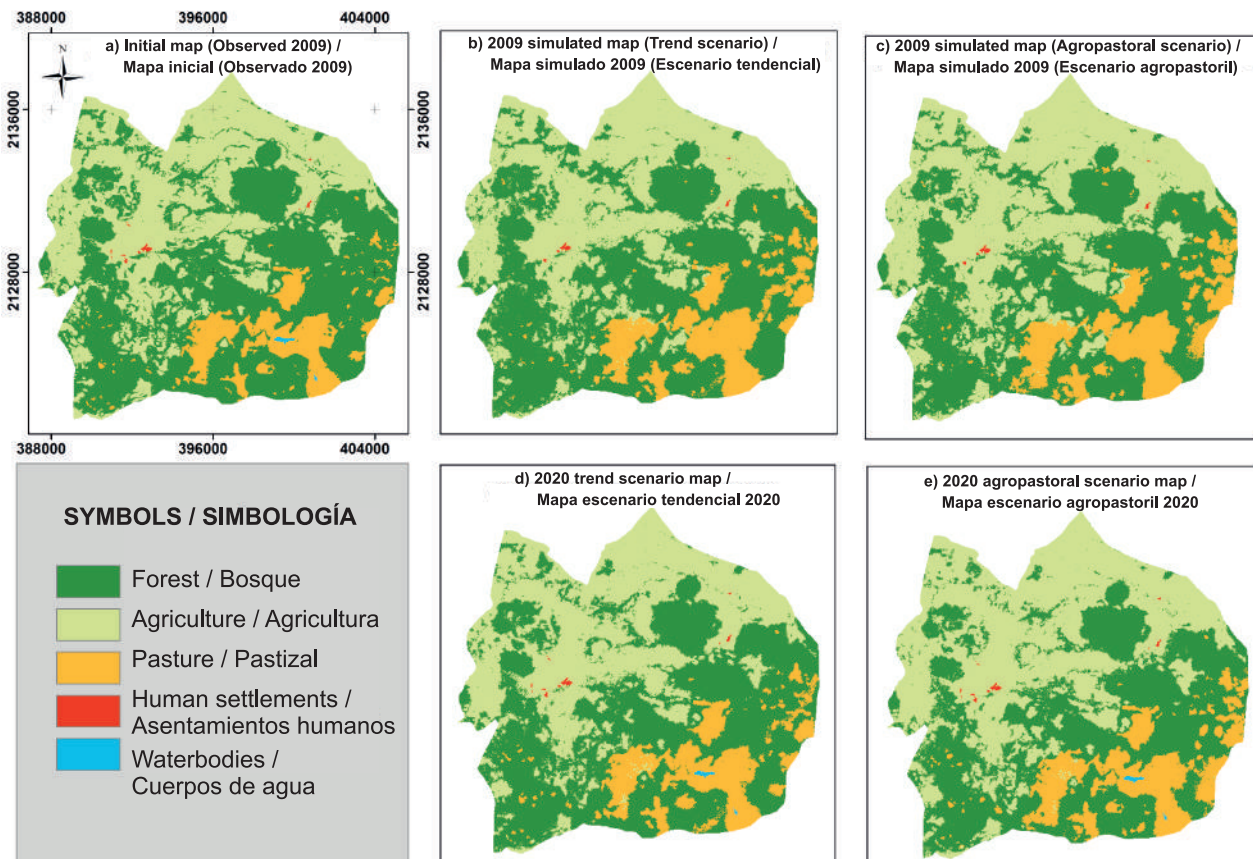 388000
396000
404000
a) Initial map (Observed 2009) /
Mapa inicial (Observado 2009)
N
b) 2009 simulated map (Trend scenario) /
Mapa simulado 2009 (Escenario tendencial)
c) 2009 simulated map (Agropastoral scenario) /
Mapa simulado 2009 (Escenario agropastoril)
2136000
2136000
2128000
2128000
388000
396000
404000
SYMBOLS / SIMBOLOGÍA
Forest / Bosque
Agriculture / Agricultura
Pasture / Pastizal
Human settlements /
Asentamientos humanos
Waterbodies /
Cuerpos de agua
d) 2020 trend scenario map /
Mapa escenario tendencial 2020
e) 2020 agropastoral scenario map /
Mapa escenario agropastoril 2020